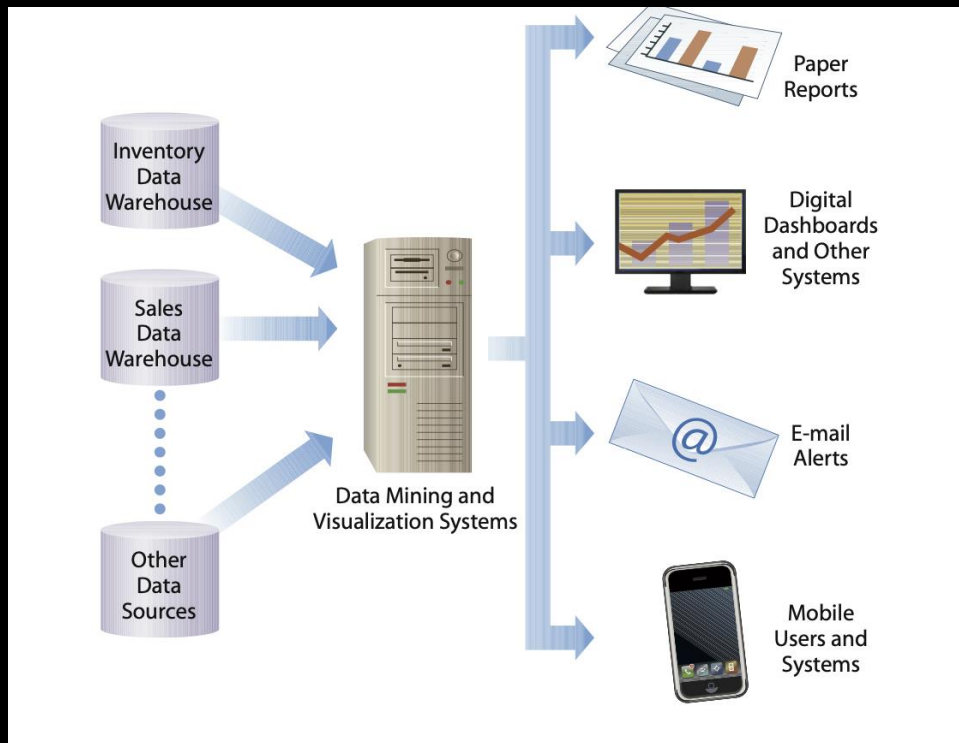 Inventory
Data
Warehouse
Sales
Data
Warehouse
Other
Data
Sources
Data Mining and
Visualization Systems
Paper
Reports
Digital
Dashboards
and Other
Systems
@
E-mail
Alerts
Mobile
Users and
Systems